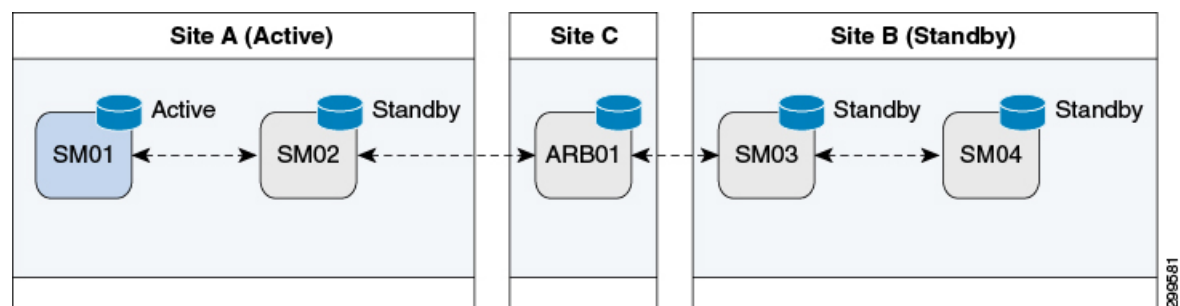 Site A (Active)
Site C
Site B (Standby)
Active
Standby
Standby
Standby
SM01
SM02
ARB01
SM03
SM04
299581